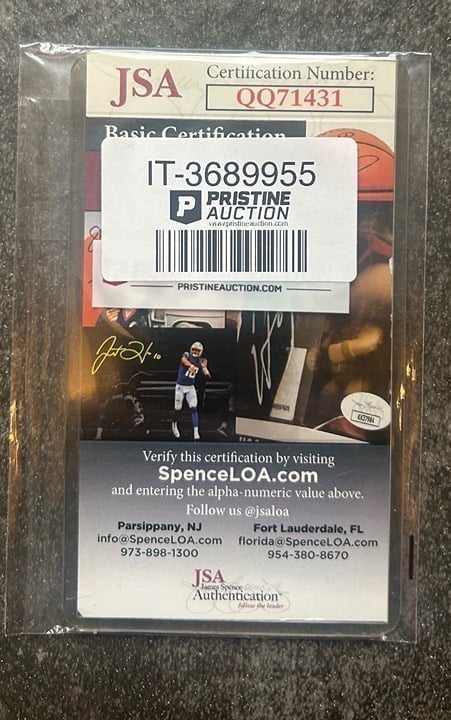 JSA
Certification Number:
QQ71431
Basic Certification
IT-3689955
P PRISTINE
AUCTION
www.pristineauction.com
PRISTINEAUCTION.COM
Verify this certification by visiting
SpenceLOA.com
and entering the alpha-numeric value above.
Follow us @jsaloa
Parsippany, NJ
info@SpenceLOA.com
973-898-1300
Fort Lauderdale, FL
florida@SpenceLOA.com
954-380-8670
JSA
James Spence
Authentication
follow the leader